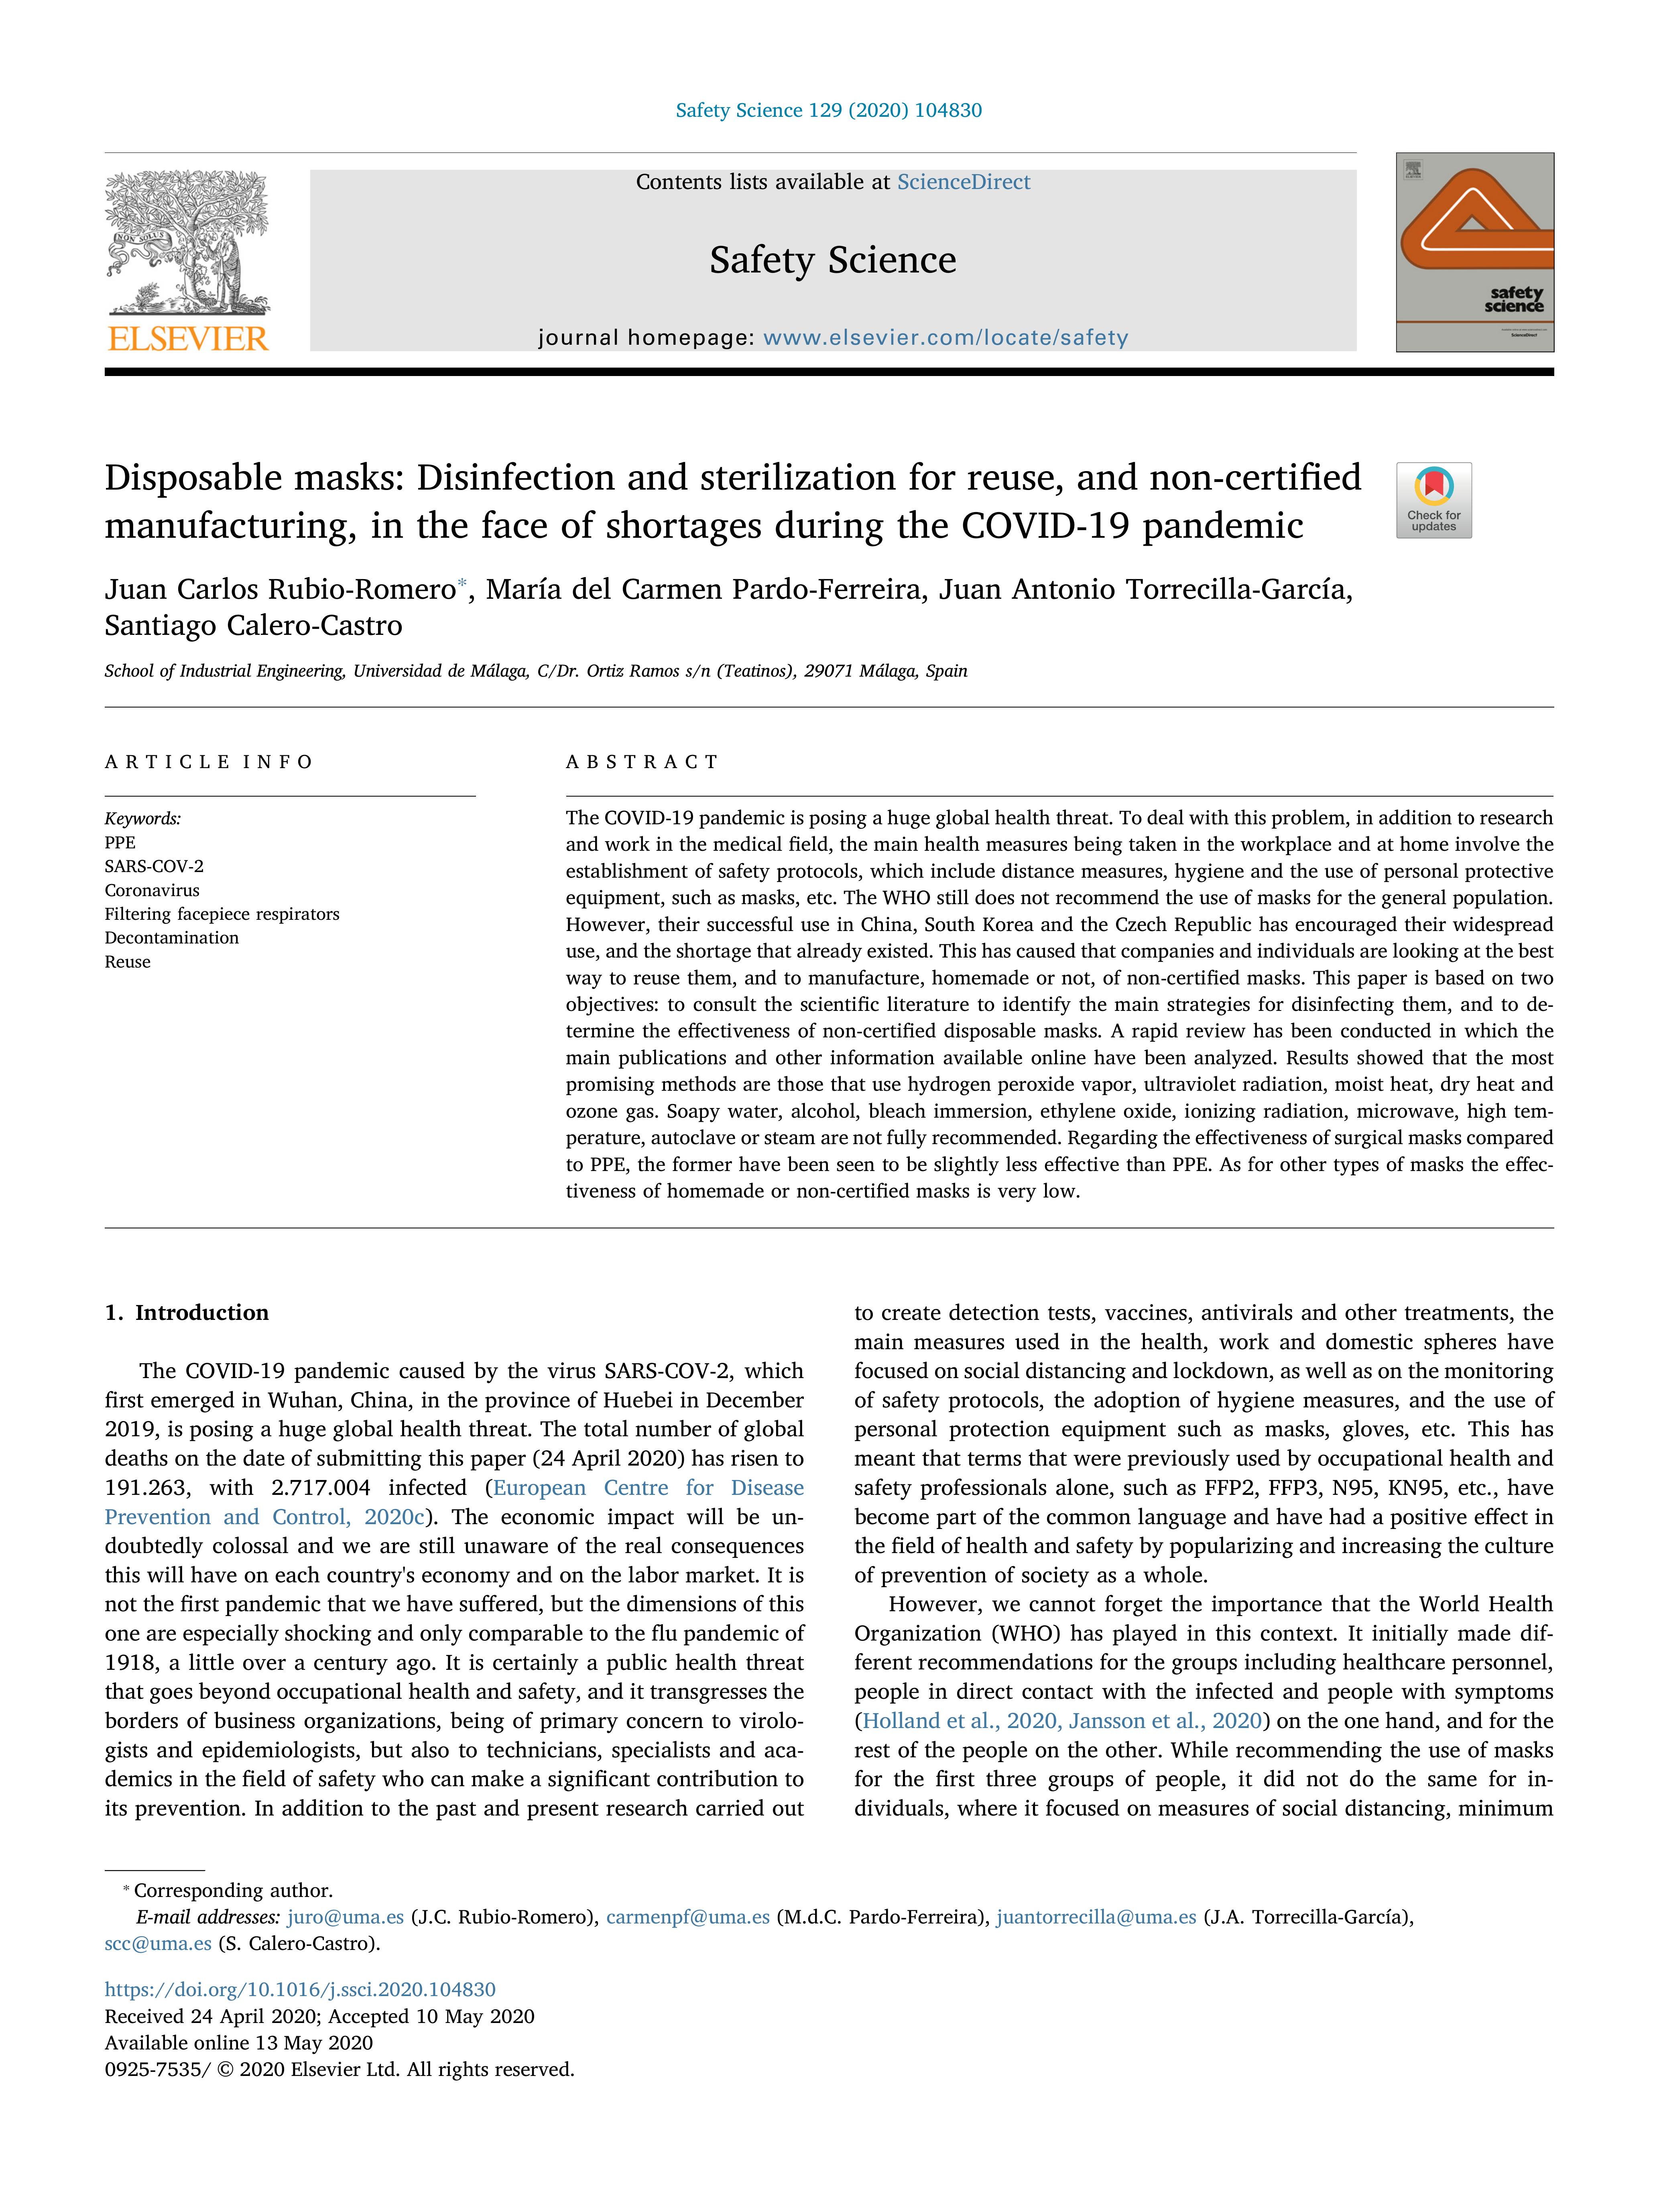 Safety Science 129 (2020) 104830
Contents lists available at ScienceDirect
Safety Science
journal homepage: www.elsevier.com/locate/safety
NON SOLUS
ELSEVIER
safety
science
Disposable masks: Disinfection and sterilization for reuse, and non-certified
manufacturing, in the face of shortages during the COVID-19 pandemic
Check for
updates
Juan Carlos Rubio-Romero*, María del Carmen Pardo-Ferreira, Juan Antonio Torrecilla-García,
Santiago Calero-Castro
School of Industrial Engineering, Universidad de Málaga, C/Dr. Ortiz Ramos s/n (Teatinos), 29071 Málaga, Spain
ARTICLE INFO
Keywords:
PPE
SARS-COV-2
Coronavirus
Filtering facepiece respirators
Decontamination
Reuse
ABSTRACT
The COVID-19 pandemic is posing a huge global health threat. To deal with this problem, in addition to research
and work in the medical field, the main health measures being taken in the workplace and at home involve the
establishment of safety protocols, which include distance measures, hygiene and the use of personal protective
equipment, such as masks, etc. The WHO still does not recommend the use of masks for the general population.
However, their successful use in China, South Korea and the Czech Republic has encouraged their widespread
use, and the shortage that already existed. This has caused that companies and individuals are looking at the best
way to reuse them, and to manufacture, homemade or not, of non-certified masks. This paper is based on two
objectives: to consult the scientific literature to identify the main strategies for disinfecting them, and to de-
termine the effectiveness of non-certified disposable masks. A rapid review has been conducted in which the
main publications and other information available online have been analyzed. Results showed that the most
promising methods are those that use hydrogen peroxide vapor, ultraviolet radiation, moist heat, dry heat and
ozone gas. Soapy water, alcohol, bleach immersion, ethylene oxide, ionizing radiation, microwave, high tem-
perature, autoclave or steam are not fully recommended. Regarding the effectiveness of surgical masks compared
to PPE, the former have been seen to be slightly less effective than PPE. As for other types of masks the effec-
tiveness of homemade or non-certified masks is very low.
1. Introduction
The COVID-19 pandemic caused by the virus SARS-COV-2, which
first emerged in Wuhan, China, in the province of Huebei in December
2019, is posing a huge global health threat. The total number of global
deaths on the date of submitting this paper (24 April 2020) has risen to
191.263, with 2.717.004 infected (European Centre for Disease
Prevention and Control, 2020c). The economic impact will be un-
doubtedly colossal and we are still unaware of the real consequences
this will have on each country's economy and on the labor market. It is
not the first pandemic that we have suffered, but the dimensions of this
one are especially shocking and only comparable to the flu pandemic of
1918, a little over a century ago. It is certainly a public health threat
that goes beyond occupational health and safety, and it transgresses the
borders of business organizations, being of primary concern to virolo-
gists and epidemiologists, but also to technicians, specialists and aca-
demics in the field of safety who can make a significant contribution to
its prevention. In addition to the past and present research carried out
to create detection tests, vaccines, antivirals and other treatments, the
main measures used in the health, work and domestic spheres have
focused on social distancing and lockdown, as well as on the monitoring
of safety protocols, the adoption of hygiene measures, and the use of
personal protection equipment such as masks, gloves, etc. This has
meant that terms that were previously used by occupational health and
safety professionals alone, such as FFP2, FFP3, N95, KN95, etc., have
become part of the common language and have had a positive effect in
the field of health and safety by popularizing and increasing the culture
of prevention of society as a whole.
However, we cannot forget the importance that the World Health
Organization (WHO) has played in this context. It initially made dif-
ferent recommendations for the groups including healthcare personnel,
people in direct contact with the infected and people with symptoms
(Holland et al., 2020, Jansson et al., 2020) on the one hand, and for the
rest of the people on the other. While recommending the use of masks
for the first three groups of people, it did not do the same for in-
dividuals, where it focused on measures of social distancing, minimum
* Corresponding author.
E-mail addresses: juro@uma.es (J.C. Rubio-Romero), carmenpf@uma.es (M.d.C. Pardo-Ferreira), juantorrecilla@uma.es (J.A. Torrecilla-García),
scc@uma.es (S. Calero-Castro).
https://doi.org/10.1016/j.ssci.2020.104830
Received 24 April 2020; Accepted 10 May 2020
Available online 13 May 2020
0925-7535/ © 2020 Elsevier Ltd. All rights reserved.